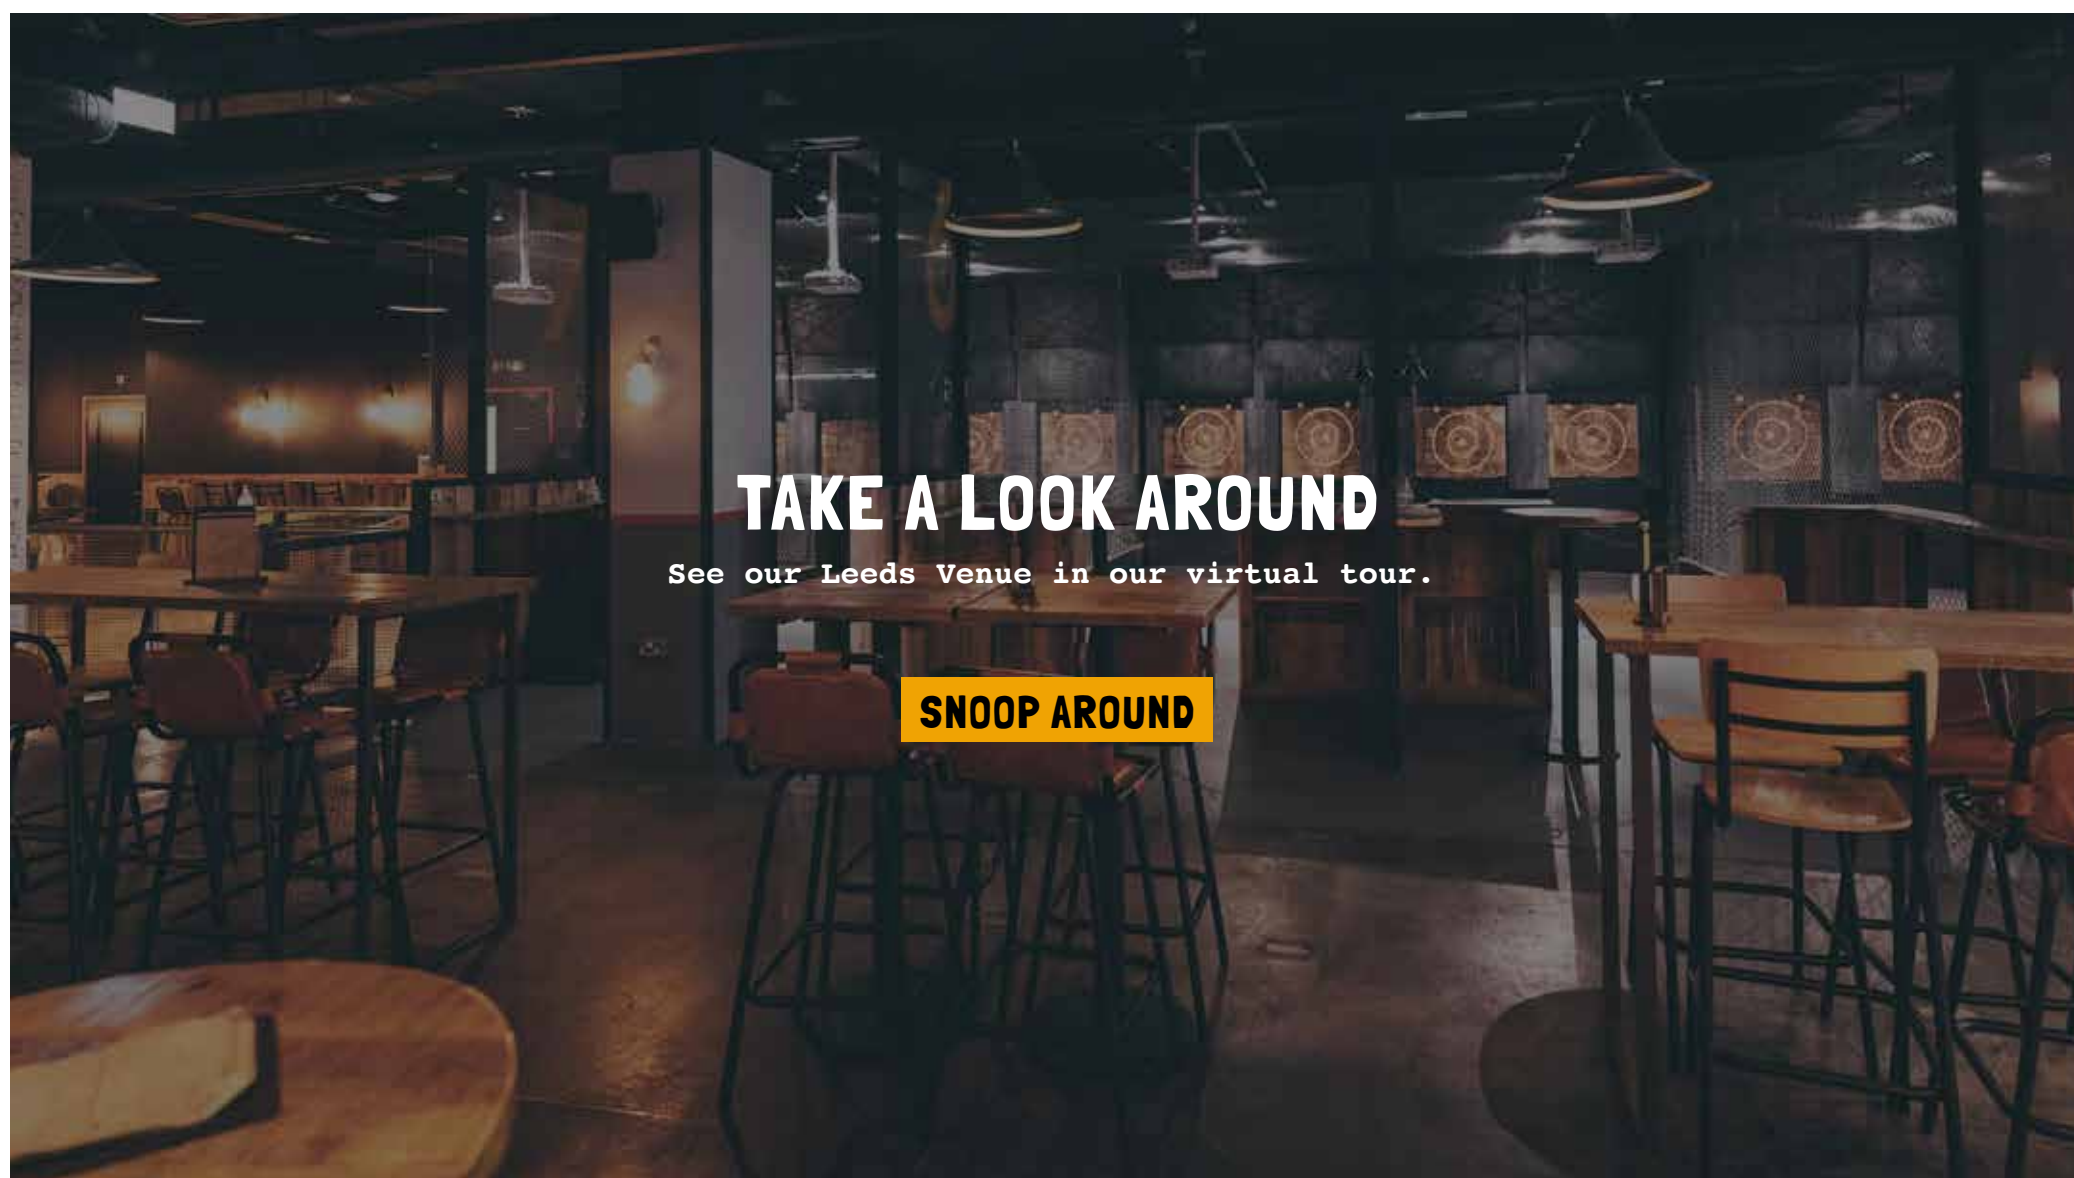 TAKE A LOOK AROUND
See our Leeds Venue in our virtual tour.
SNOOP AROUND